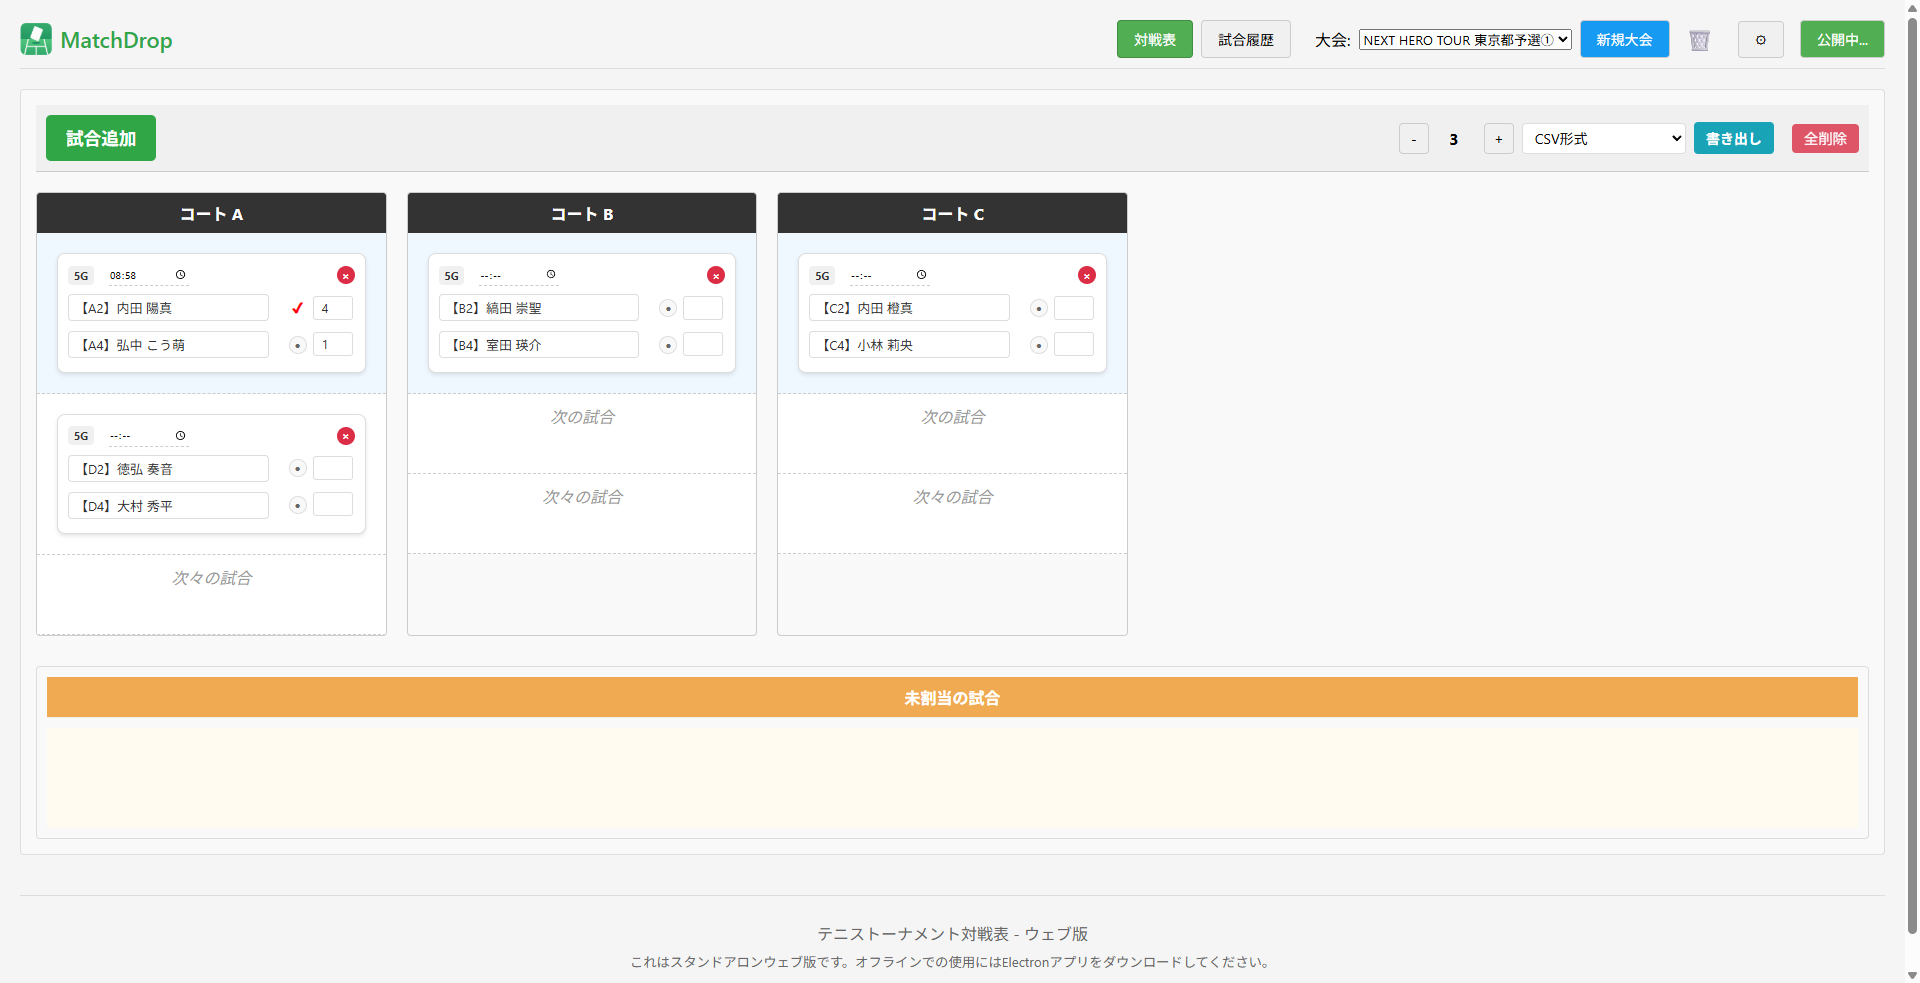 MatchDrop
対戦表
試合履歴
大会:
NEXT HERO TOUR 東京都予選①
新規大会
公開中...
試合追加
-
3
+
CSV形式
書き出し
全削除
コート A
5G
08:58
【A2】内田 陽真
4
【A4】弘中 こう萌
1
5G
--:--
【D2】徳弘 奏音
【D4】大村 秀平
次々の試合
コート B
5G
--:--
【B2】縞田 崇聖
【B4】室田 瑛介
次の試合
次々の試合
コート C
5G
--:--
【C2】内田 橙真
【C4】小林 莉央
次の試合
次々の試合
未割当の試合
テニストーナメント対戦表 - ウェブ版
これはスタンドアロンウェブ版です。オフラインでの使用にはElectronアプリをダウンロードしてください。